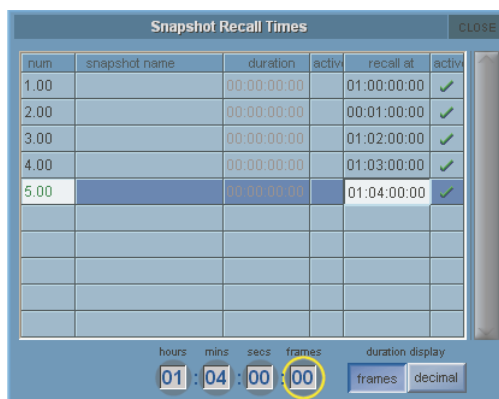 Snapshot Recall Times CLOSE
num snapshot name duration activ recall at activ
1.00 00:00:00:00 01:00:00:00
2.00 00:00:00:00 00:01:00:00
3.00 00:00:00:00 01:02:00:00
4.00 00:00:00:00 01:03:00:00
5.00 00:00:00:00 01:04:00:00
hours mins secs frames duration display
01 : 04 : 00 : 00 frames decimal